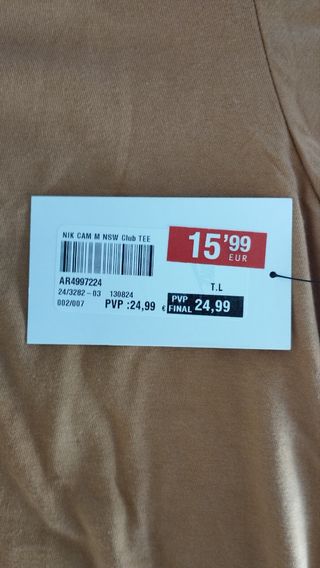 NIK CAM M NSW Club TEE
15'99
EUR
AR4997224
24/3282-03 130824
T.L
002/007 PVP :24,99 €
PVP FINAL 24,99